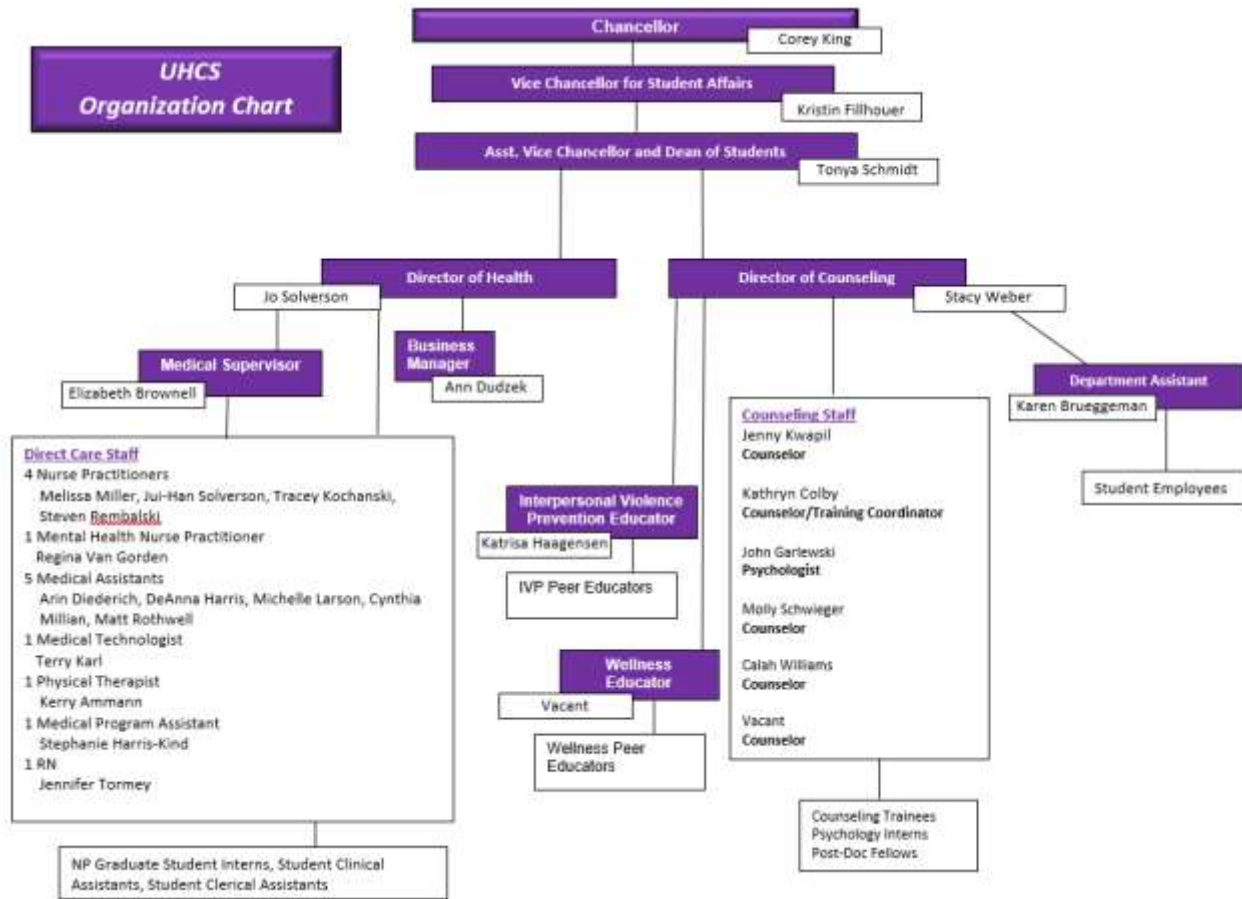 UHCS
Organization Chart
Chancellor
Corey King
Vice Chancellor for Student Affairs
Kristin Fillhouer
Asst. Vice Chancellor and Dean of Students
Tonya Schmidt
Director of Health
Jo Solverson
Director of Counseling
Stacy Weber
Medical Supervisor
Elizabeth Brownell
Business
Manager
Ann Dudzek
Department Assistant
Karen Brueggeman
Student Employees
Direct Care Staff
4 Nurse Practitioners
Melissa Miller, Jui-Han Solverson, Tracey Kochanski,
Steven Rembalski
1 Mental Health Nurse Practitioner
Regina Van Gorden
5 Medical Assistants
Arin Diederich, DeAnna Harris, Michelle Larson, Cynthia
Millian, Matt Rothwell
1 Medical Technologist
Terry Karl
1 Physical Therapist
Kerry Ammann
1 Medical Program Assistant
Stephanie Harris-Kind
1 RN
Jennifer Tormey
NP Graduate Student Interns, Student Clinical
Assistants, Student Clerical Assistants
Interpersonal Violence
Prevention Educator
Katrisa Haagensen
IVP Peer Educators
Wellness
Educator
Vacant
Wellness Peer
Educators
Counseling Staff
Jenny Kwapil
Counselor
Kathryn Colby
Counselor/Training Coordinator
John Garlewski
Psychologist
Molly Schwieger
Counselor
Calah Williams
Counselor
Vacant
Counselor
Counseling Trainees
Psychology Interns
Post-Doc Fellows